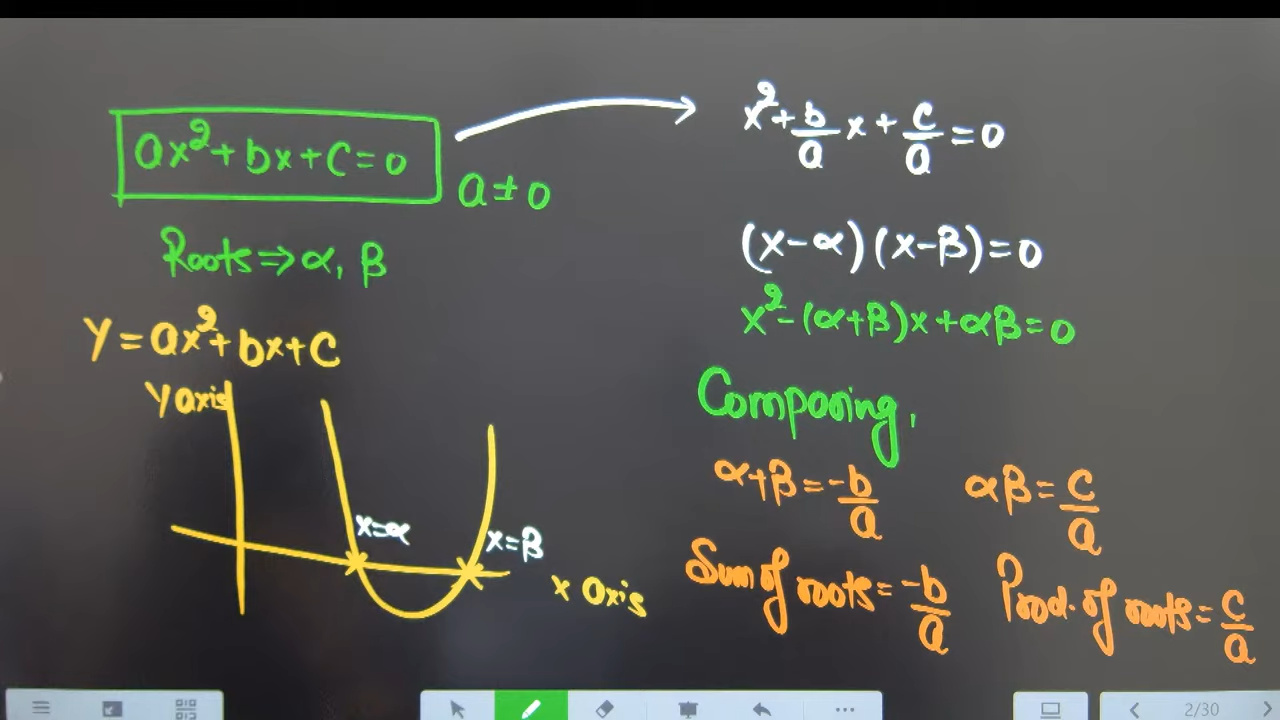 ax²+bx+c=0
a≠0
Roots⇒α, β
Y=ax²+bx+c
Y axis
x=α
x=β
x axis
x²+b/a x+c/a=0
(x-α)(x-β)=0
x²-(α+β)x+αβ=0
Comparing,
α+β=-b/a
αβ=c/a
Sum of roots=-b/a
Prod. of roots=c/a
2/30